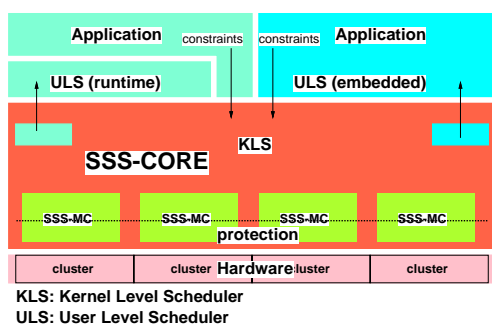 Application constraints constraints Application
ULS (runtime) ULS (embedded)
KLS
SSS-CORE
SSS-MC SSS-MC SSS-MC SSS-MC
protection
cluster cluster Hardware cluster cluster
KLS: Kernel Level Scheduler
ULS: User Level Scheduler